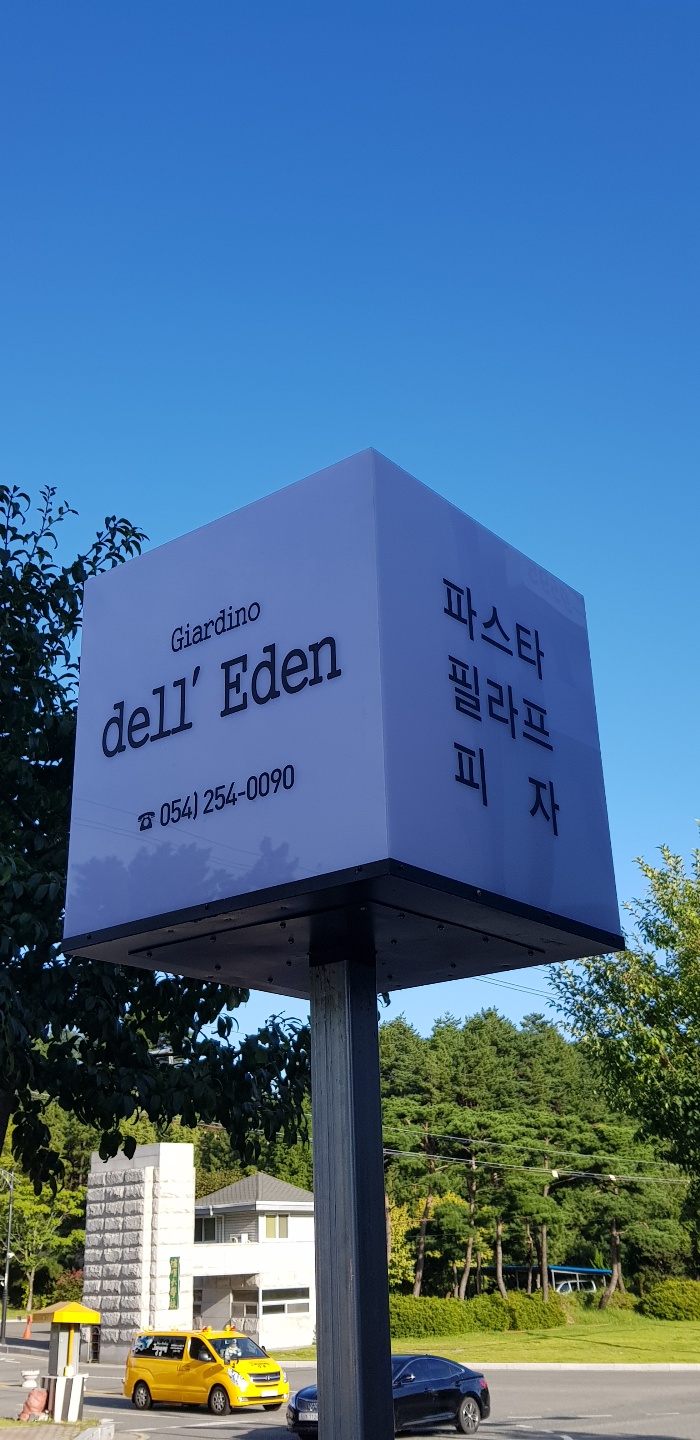 Giardino
dell' Eden
☎ 054) 254-0090
파스타
필라프
피 자